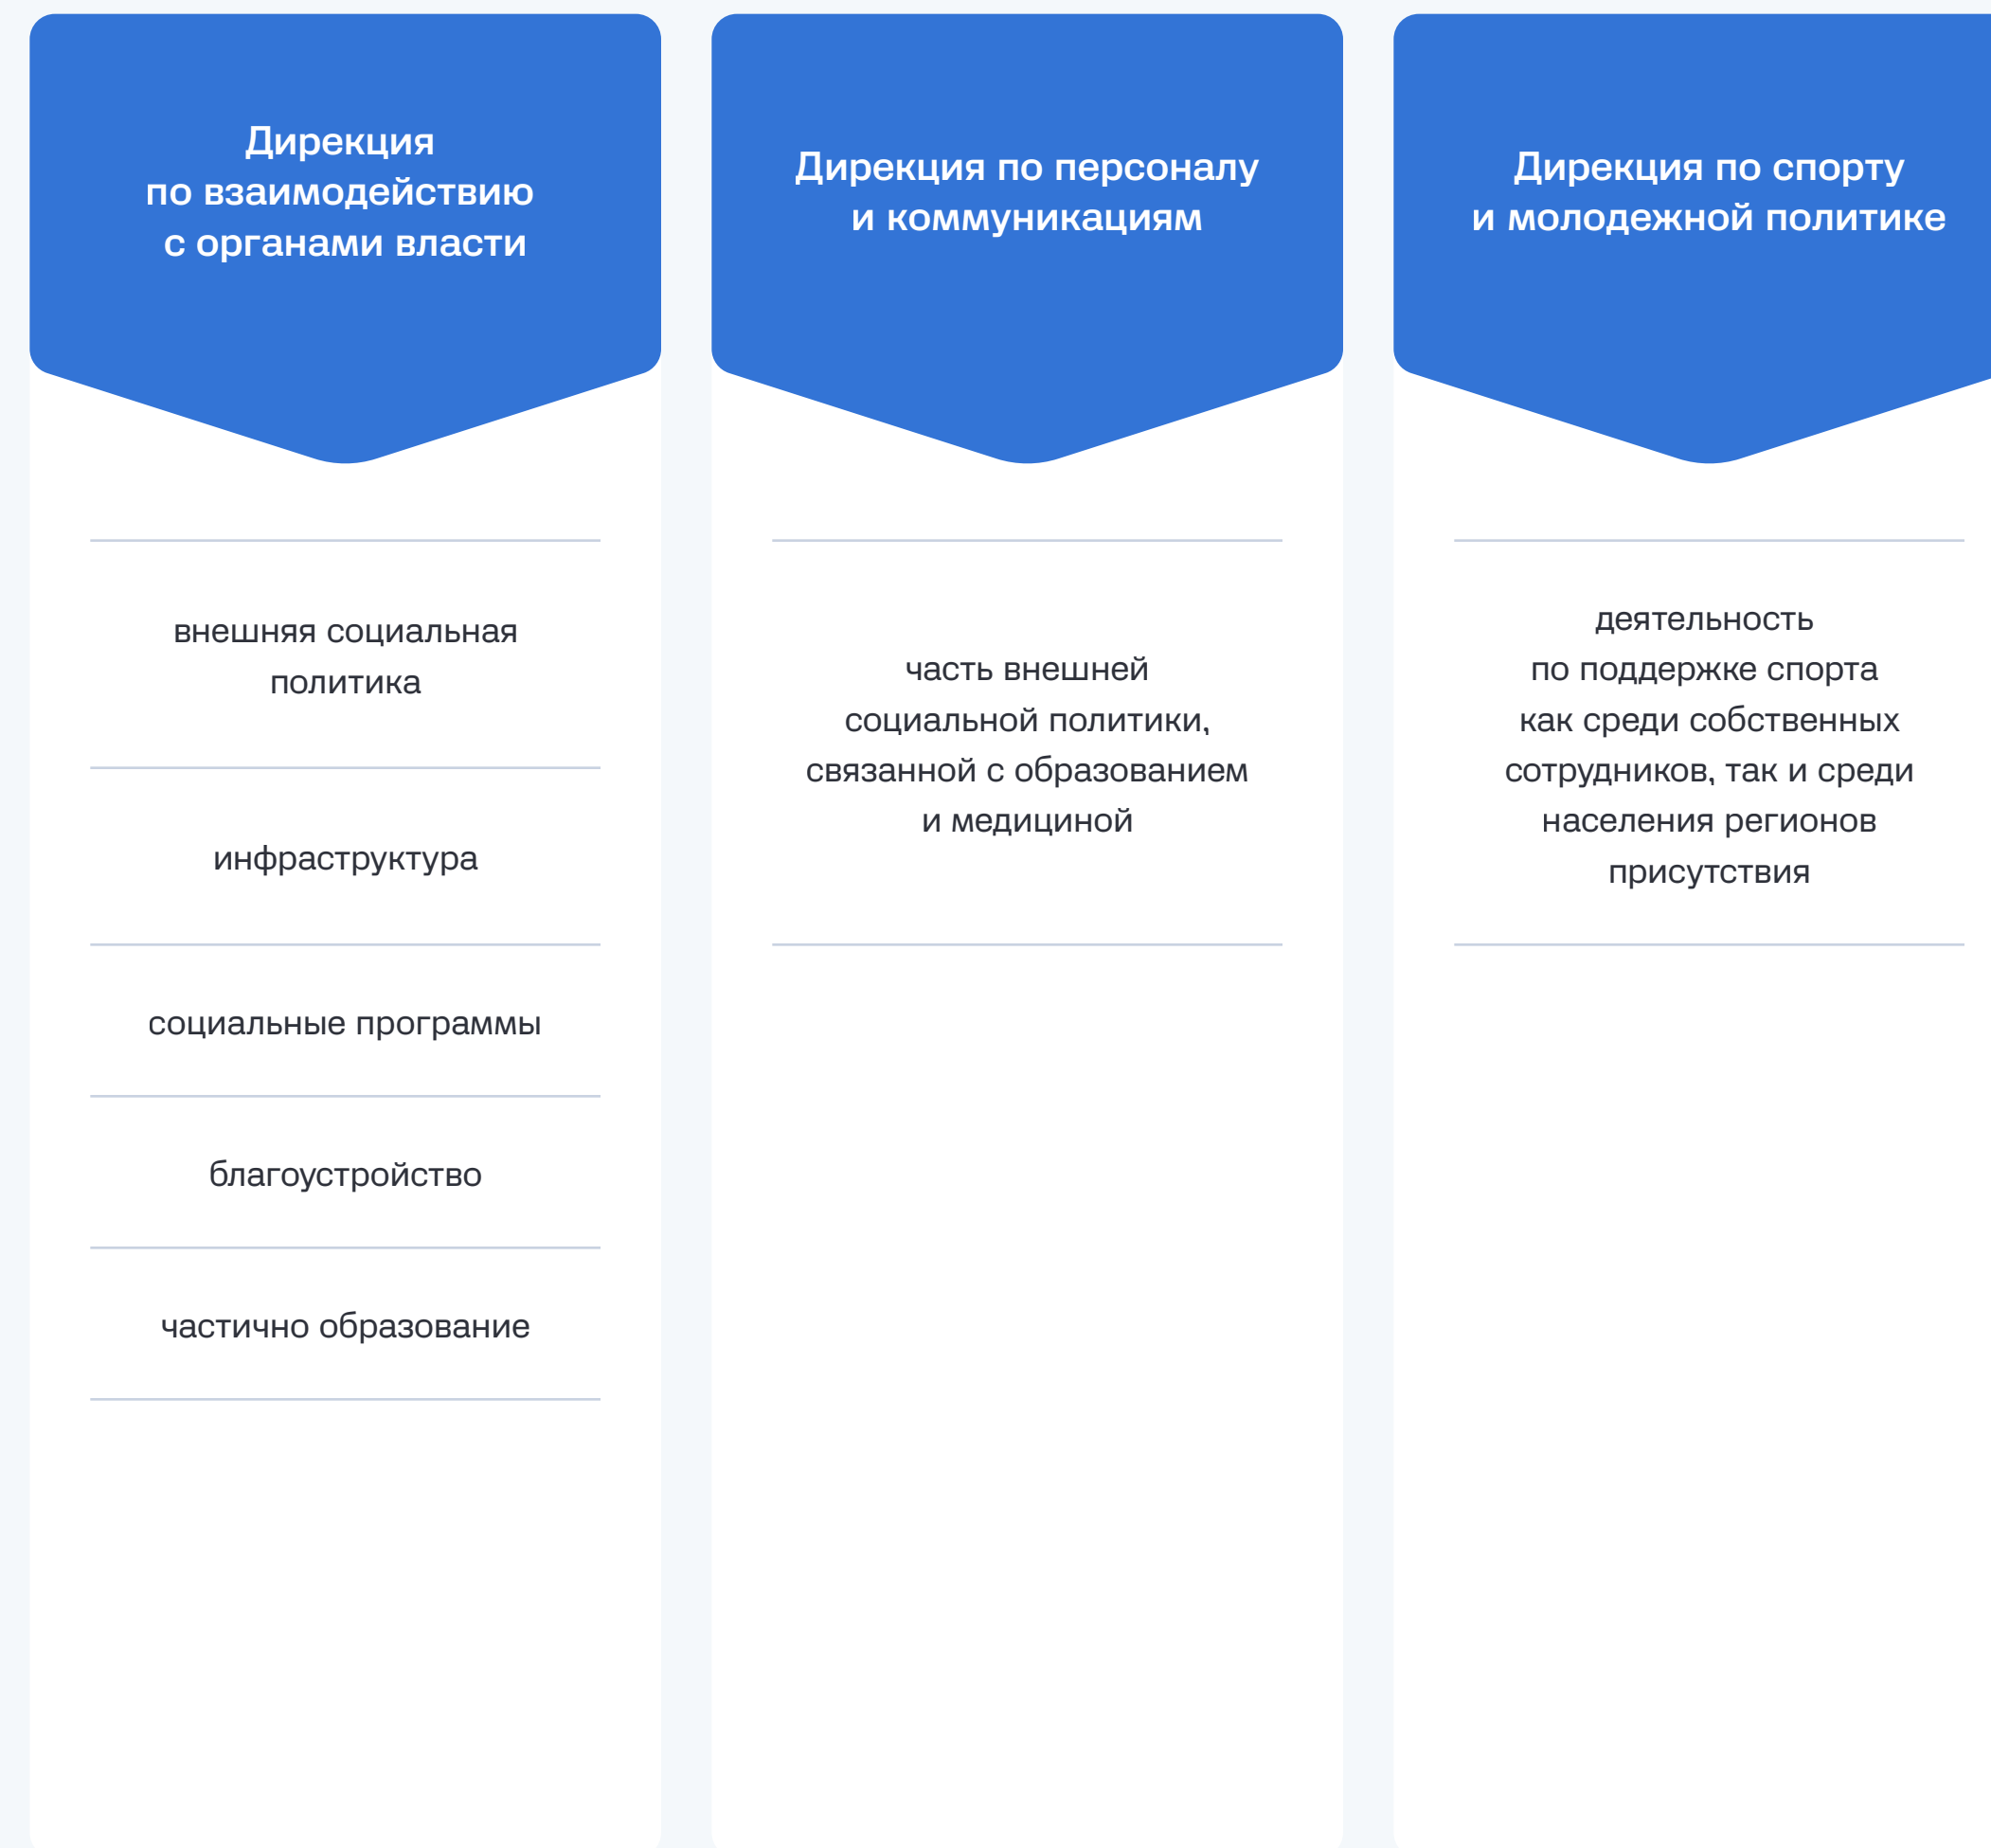 Дирекция
по взаимодействию
с органами власти
внешняя социальная
политика
инфраструктура
социальные программы
благоустройство
частично образование
Дирекция по персоналу
и коммуникациям
часть внешней
социальной политики,
связанной с образованием
и медициной
Дирекция по спорту
и молодежной политике
деятельность
по поддержке спорта
как среди собственных
сотрудников, так и среди
населения регионов
присутствия